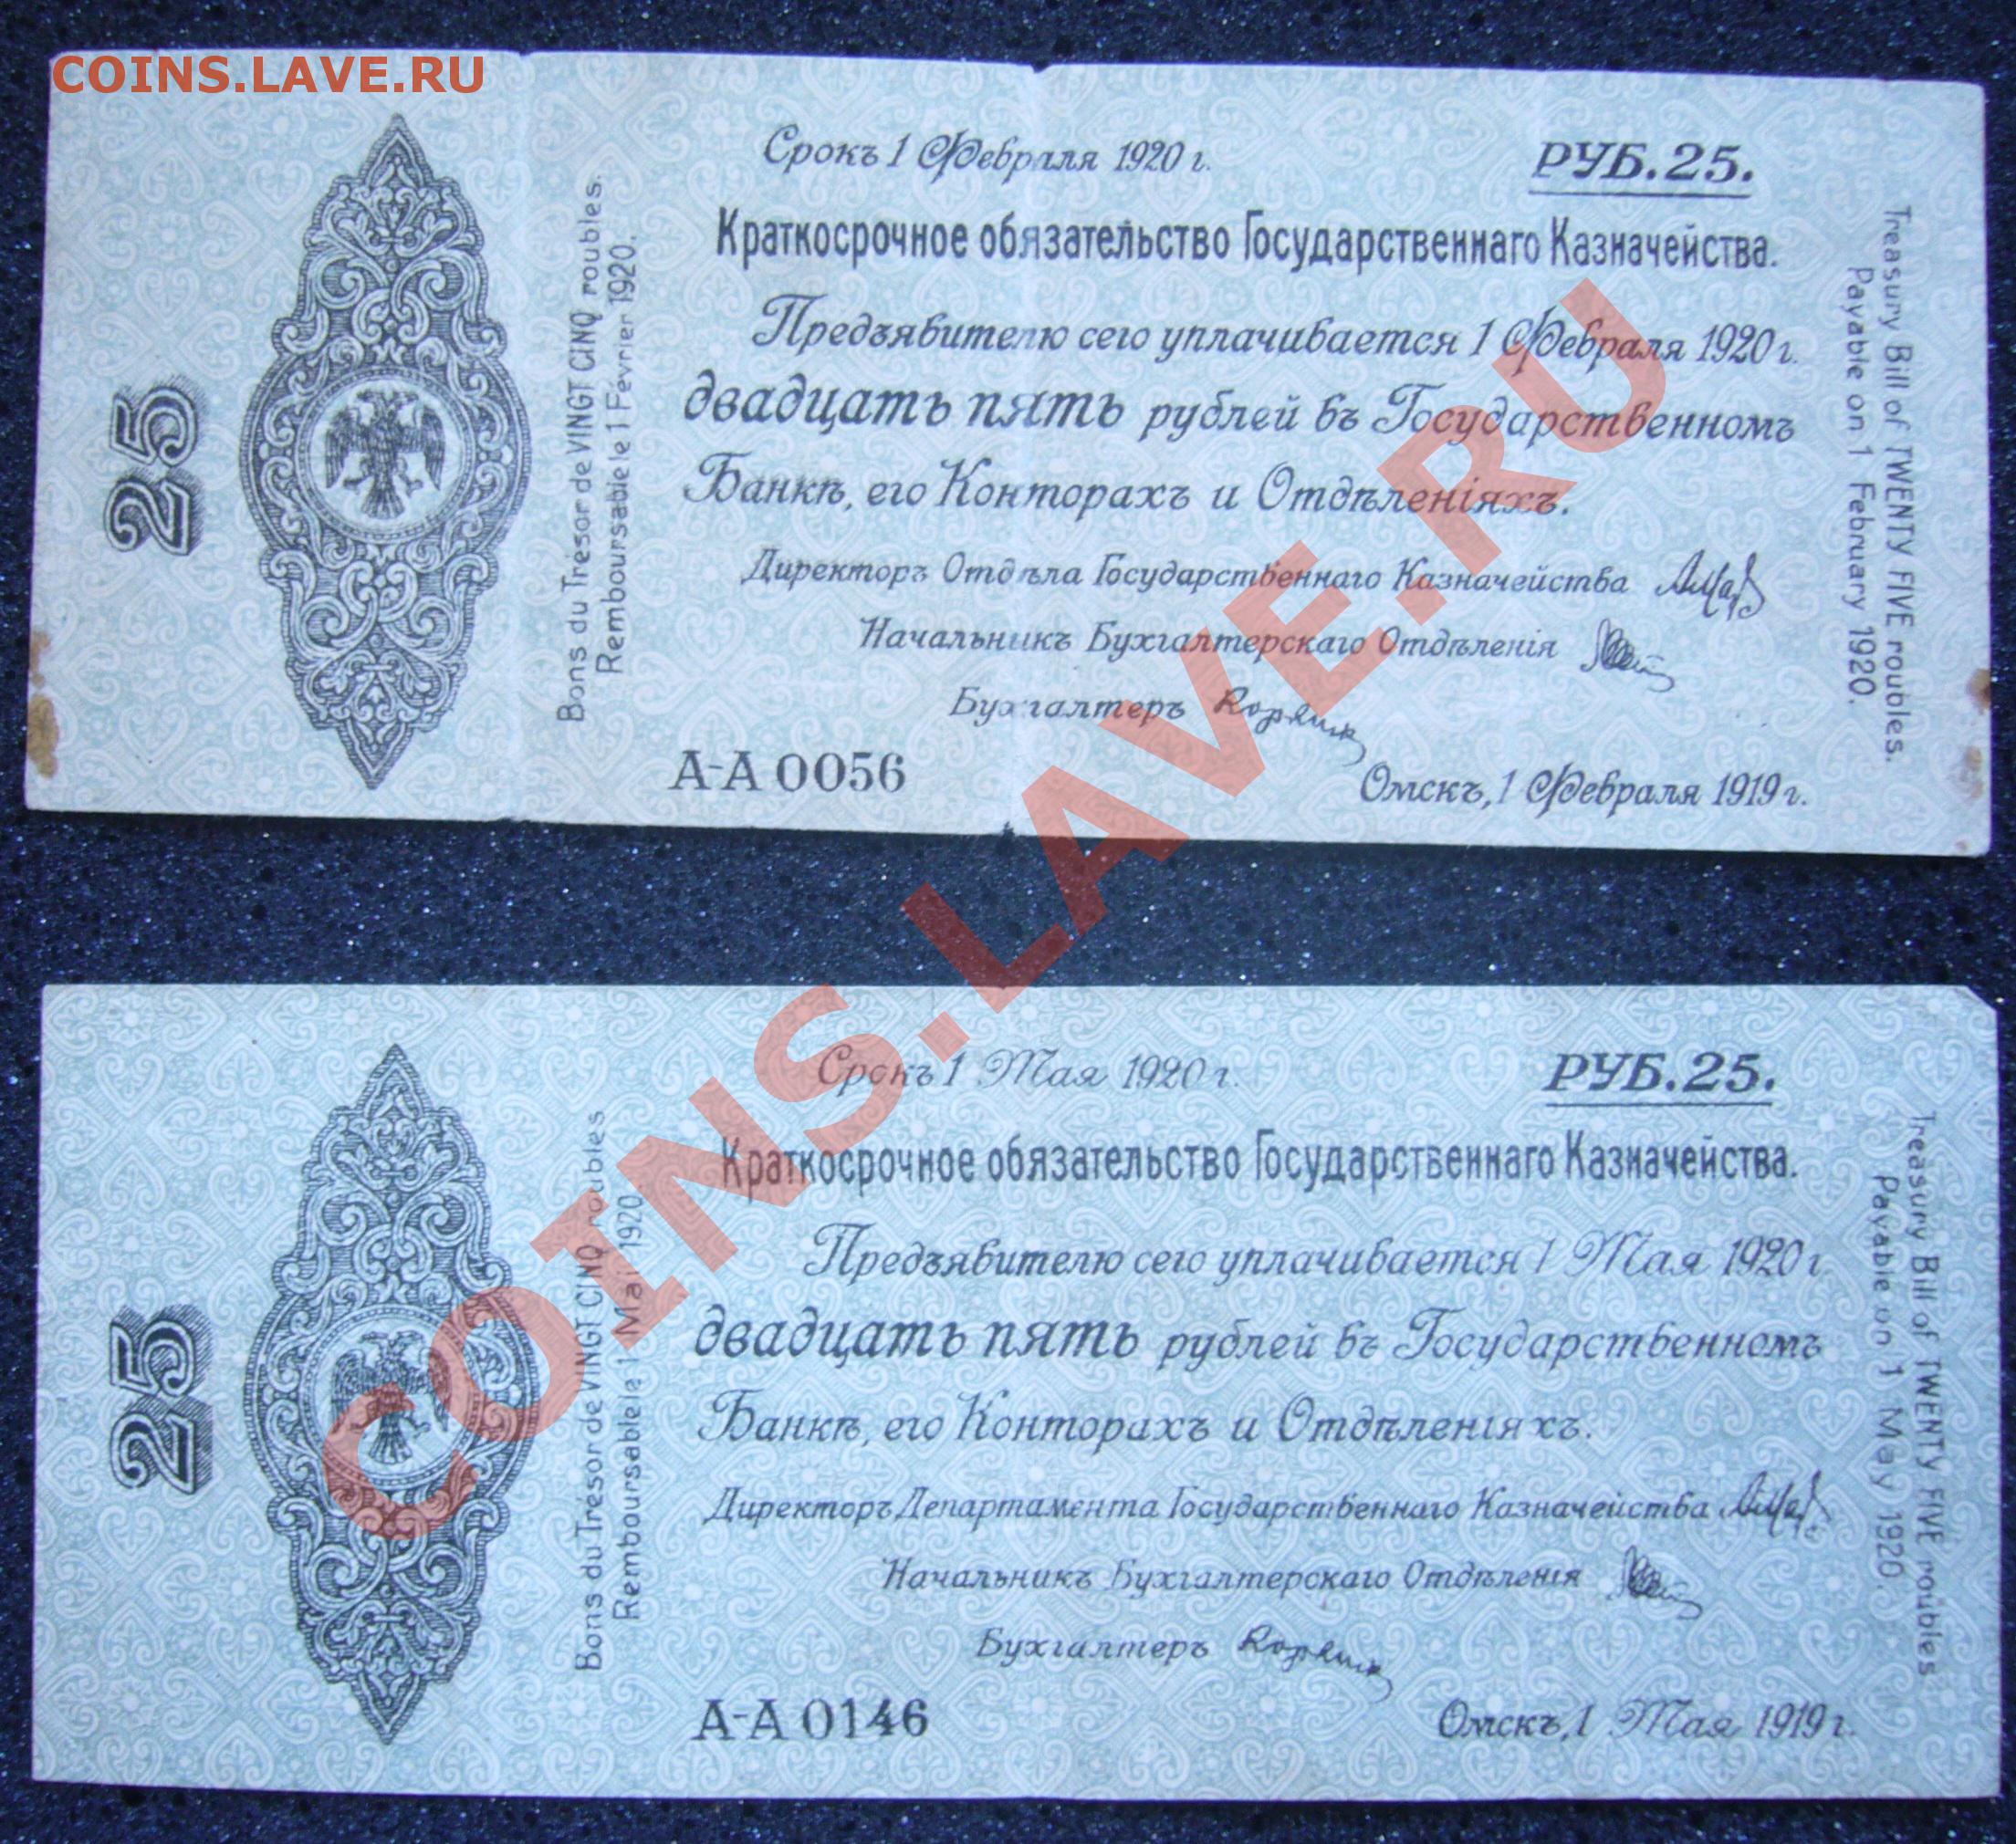 COINS.LAVE.RU
25
Bons du Trésor de VINGT CINQ roubles.
Remboursable le 1 Février 1920.
Срокъ 1 Февраля 1920 г.
РУБ.25.
Краткосрочное обязательство Государственнаго Казначейства.
Предъявителю сего уплачивается 1 Февраля 1920 г.
двадцать пять рублей въ Государственномъ
Банкѣ, его Конторахъ и Отдѣленіяхъ.
Директоръ Отдѣла Государственнаго Казначейства
Начальникъ Бухгалтерскаго Отдѣленія
Бухгалтеръ
А-А 0056
Омскъ, 1 Февраля 1919 г.
Treasury Bill of TWENTY FIVE roubles.
Payable on 1 February 1920.
COINS.LAVE.RU
25
Bons du Trésor de VINGT CINQ roubles
Remboursable le 1 Mai 1920
Срокъ 1 Мая 1920 г.
РУБ.25.
Краткосрочное обязательство Государственнаго Казначейства.
Предъявителю сего уплачивается 1 Мая 1920 г
двадцать пять рублей въ Государственномъ
Банкѣ, его Конторахъ и Отдѣленіяхъ.
Директоръ Департамента Государственнаго Казначейства
Начальникъ Бухгалтерскаго Отдѣленія
Бухгалтеръ
А-А 0146
Омскъ, 1 Мая 1919 г.
Treasury Bill of TWENTY FIVE roubles
Payable on 1 May 1920.